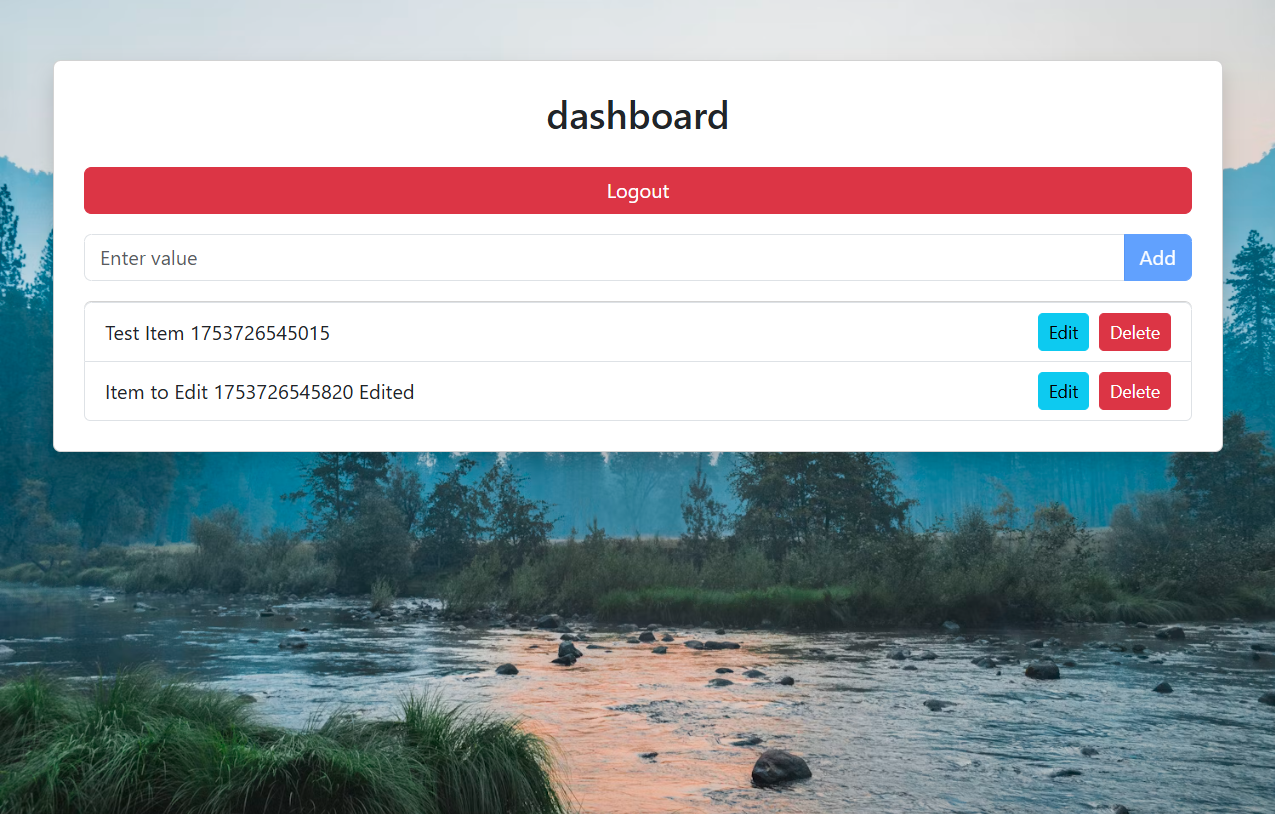 dashboard
Logout
Enter value Add
Test Item 1753726545015 Edit Delete
Item to Edit 1753726545820 Edited Edit Delete